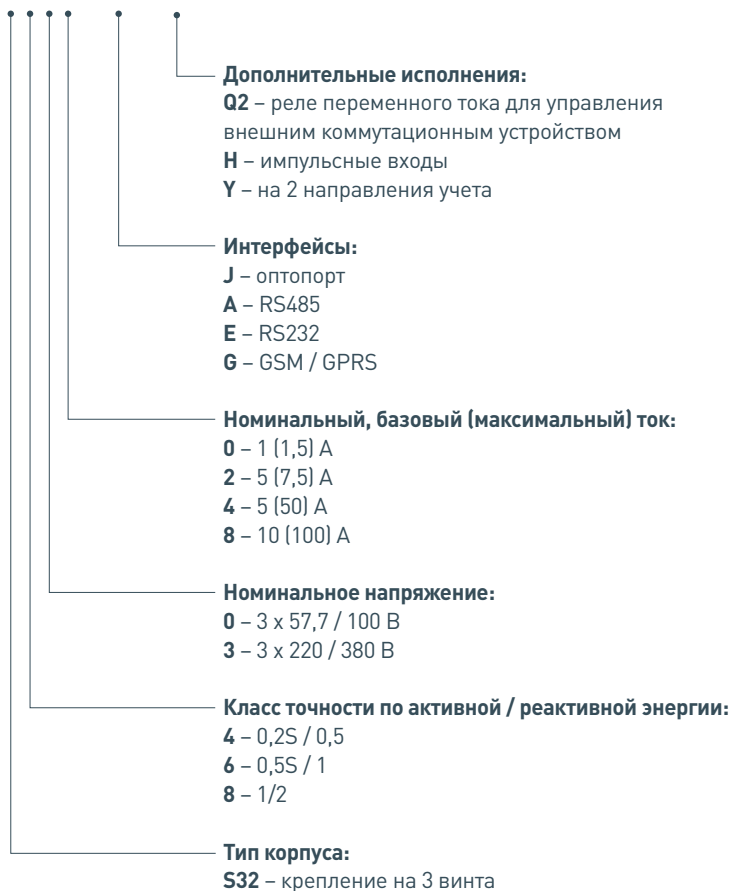 Дополнительные исполнения:
Q2 – реле переменного тока для управления
внешним коммутационным устройством
H – импульсные входы
Y – на 2 направления учета
Интерфейсы:
J – оптопорт
A – RS485
E – RS232
G – GSM / GPRS
Номинальный, базовый (максимальный) ток:
0 – 1 (1,5) А
2 – 5 (7,5) А
4 – 5 (50) А
8 – 10 (100) А
Номинальное напряжение:
0 – 3 x 57,7 / 100 В
3 – 3 x 220 / 380 В
Класс точности по активной / реактивной энергии:
4 – 0,2S / 0,5
6 – 0,5S / 1
8 – 1/2
Тип корпуса:
S32 – крепление на 3 винта